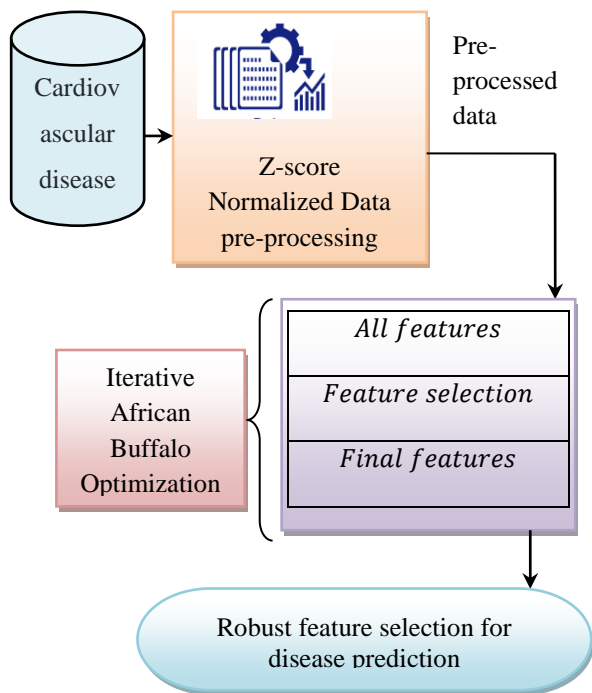 Cardiov
ascular
disease
Z-score
Normalized Data
pre-processing
Pre-
processed
data
Iterative
African
Buffalo
Optimization
All features
Feature selection
Final features
Robust feature selection for
disease prediction